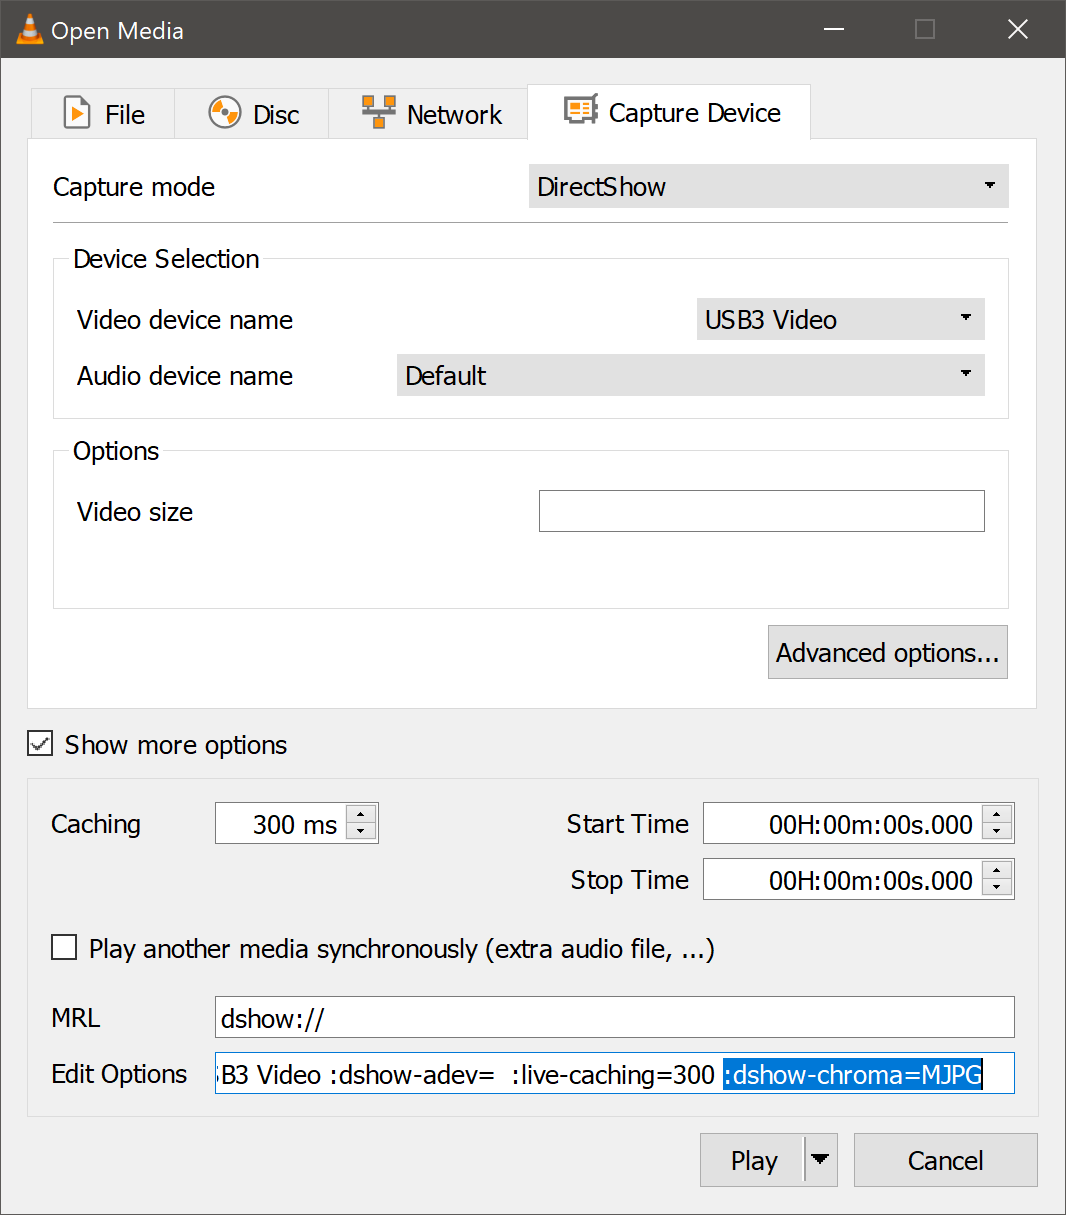 Open Media
File Disc Network Capture Device
Capture mode DirectShow
Device Selection
Video device name USB3 Video
Audio device name Default
Options
Video size
Advanced options...
Show more options
Caching 300 ms Start Time 00H:00m:00s.000
Stop Time 00H:00m:00s.000
Play another media synchronously (extra audio file, ...)
MRL dshow://
Edit Options B3 Video :dshow-adev=  :live-caching=300 :dshow-chroma=MJPG
Play Cancel